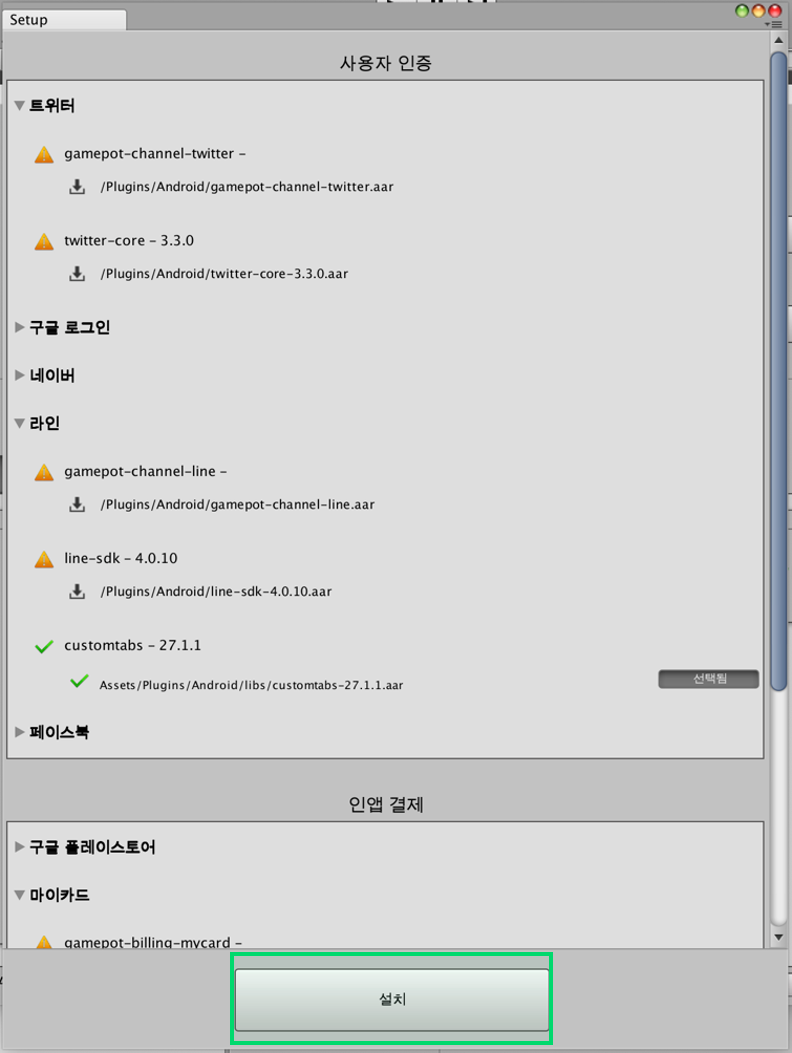 Setup
사용자 인증
트위터
gamepot-channel-twitter -
/Plugins/Android/gamepot-channel-twitter.aar
twitter-core - 3.3.0
/Plugins/Android/twitter-core-3.3.0.aar
구글 로그인
네이버
라인
gamepot-channel-line -
/Plugins/Android/gamepot-channel-line.aar
line-sdk - 4.0.10
/Plugins/Android/line-sdk-4.0.10.aar
customtabs - 27.1.1
Assets/Plugins/Android/libs/customtabs-27.1.1.aar
선택됨
페이스북
인앱 결제
구글 플레이스토어
마이카드
gamepot-billing-mycard -
설치